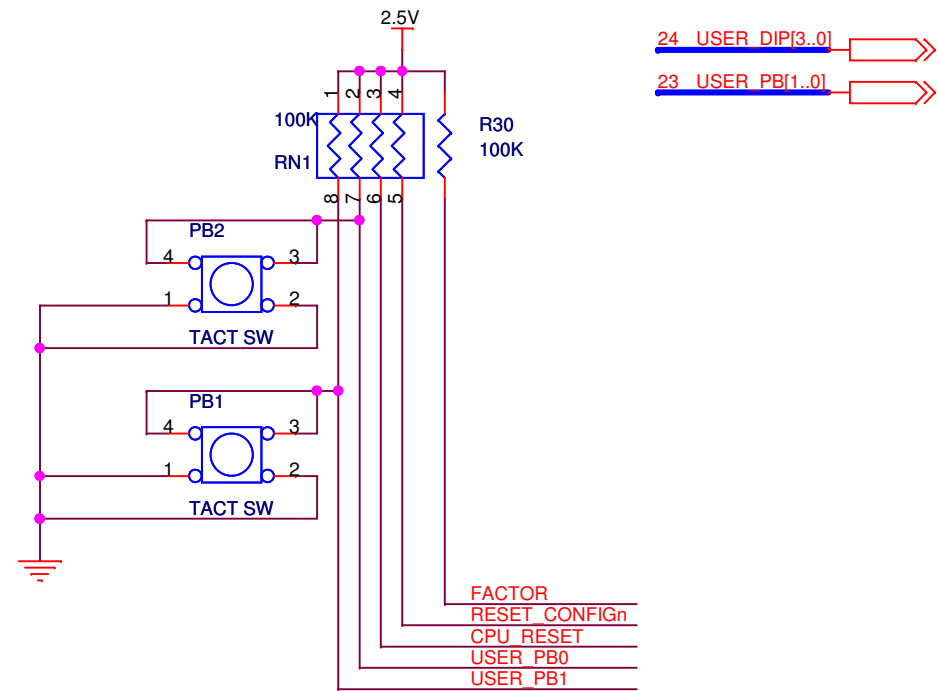 2.5V
24 USER_DIP[3..0]
23 USER_PB[1..0]
1 2 3 4
100K
RN1
R30
100K
8 7 6 5
PB2
4 3
1 2
TACT SW
PB1
4 3
1 2
TACT SW
FACTOR
RESET_CONFIGn
CPU_RESET
USER_PB0
USER_PB1